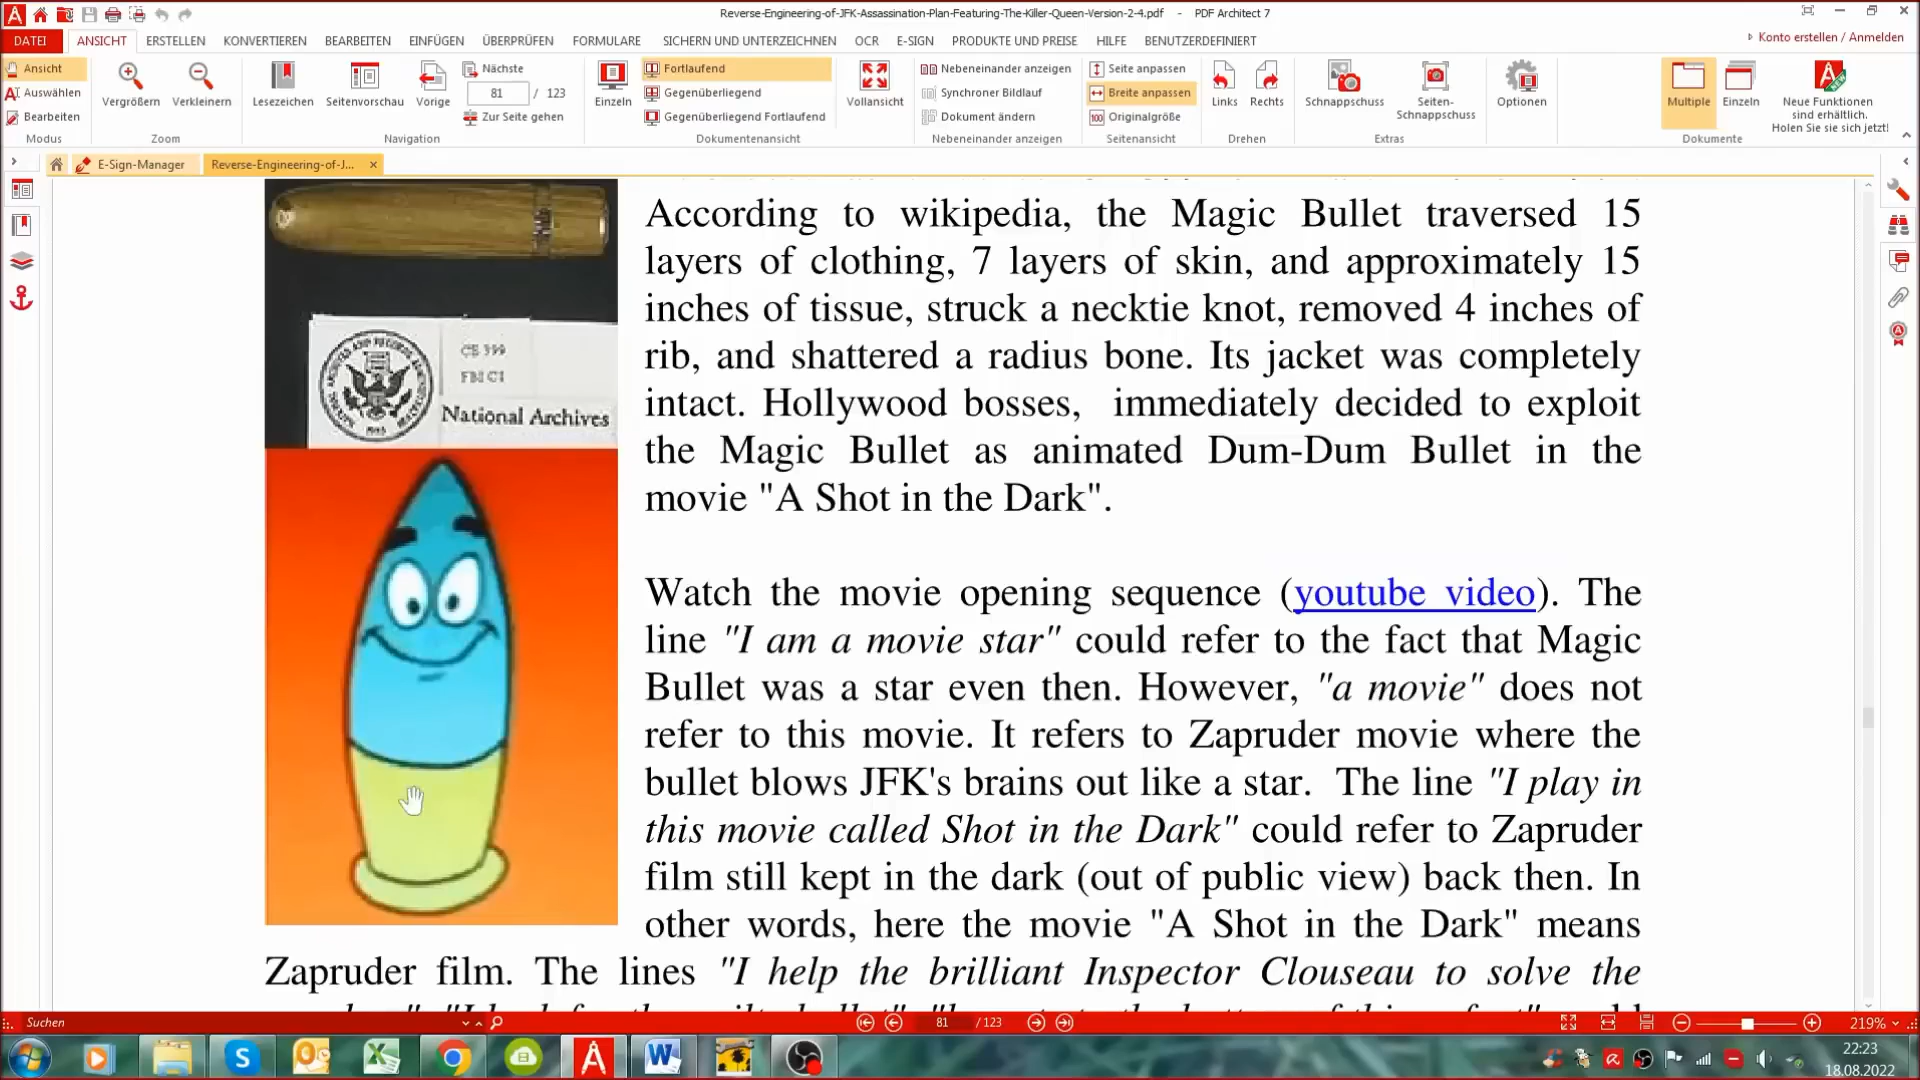 Reverse-Engineering-of-JFK-Assassination-Plan-Featuring-The-Killer-Queen-Version-2-4.pdf - PDF Architect 7
DATEI ANSICHT ERSTELLEN KONVERTIEREN BEARBEITEN EINFÜGEN ÜBERPRÜFEN FORMULARE SICHERN UND UNTERZEICHNEN OCR E-SIGN PRODUKTE UND PREISE HILFE BENUTZERDEFINIERT Konto erstellen / Anmelden
Ansicht
Auswählen
Bearbeiten
Modus
Vergrößern
Verkleinern
Zoom
Lesezeichen
Seitenvorschau
Vorige
Nächste
81 / 123
Zur Seite gehen
Navigation
Einzeln
Fortlaufend
Gegenüberliegend
Gegenüberliegend Fortlaufend
Dokumentenansicht
Vollansicht
Nebeneinander anzeigen
Synchroner Bildlauf
Dokument ändern
Nebeneinander anzeigen
Seite anpassen
Breite anpassen
100 Originalgröße
Seitenansicht
Links
Rechts
Drehen
Schnappschuss
Seiten-
Schnappschuss
Extras
Optionen
Multiple
Einzeln
Dokumente
NEW
Neue Funktionen
sind erhältlich.
Holen Sie sie sich jetzt!
E-Sign-Manager
Reverse-Engineering-of-J...
CE 399
FBI C1
National Archives
According to wikipedia, the Magic Bullet traversed 15
layers of clothing, 7 layers of skin, and approximately 15
inches of tissue, struck a necktie knot, removed 4 inches of
rib, and shattered a radius bone. Its jacket was completely
intact. Hollywood bosses, immediately decided to exploit
the Magic Bullet as animated Dum-Dum Bullet in the
movie "A Shot in the Dark".
Watch the movie opening sequence (youtube video). The
line "I am a movie star" could refer to the fact that Magic
Bullet was a star even then. However, "a movie" does not
refer to this movie. It refers to Zapruder movie where the
bullet blows JFK's brains out like a star. The line "I play in
this movie called Shot in the Dark" could refer to Zapruder
film still kept in the dark (out of public view) back then. In
other words, here the movie "A Shot in the Dark" means
Zapruder film. The lines "I help the brilliant Inspector Clouseau to solve the
Suchen
81 / 123
219%
22:23
18.08.2022